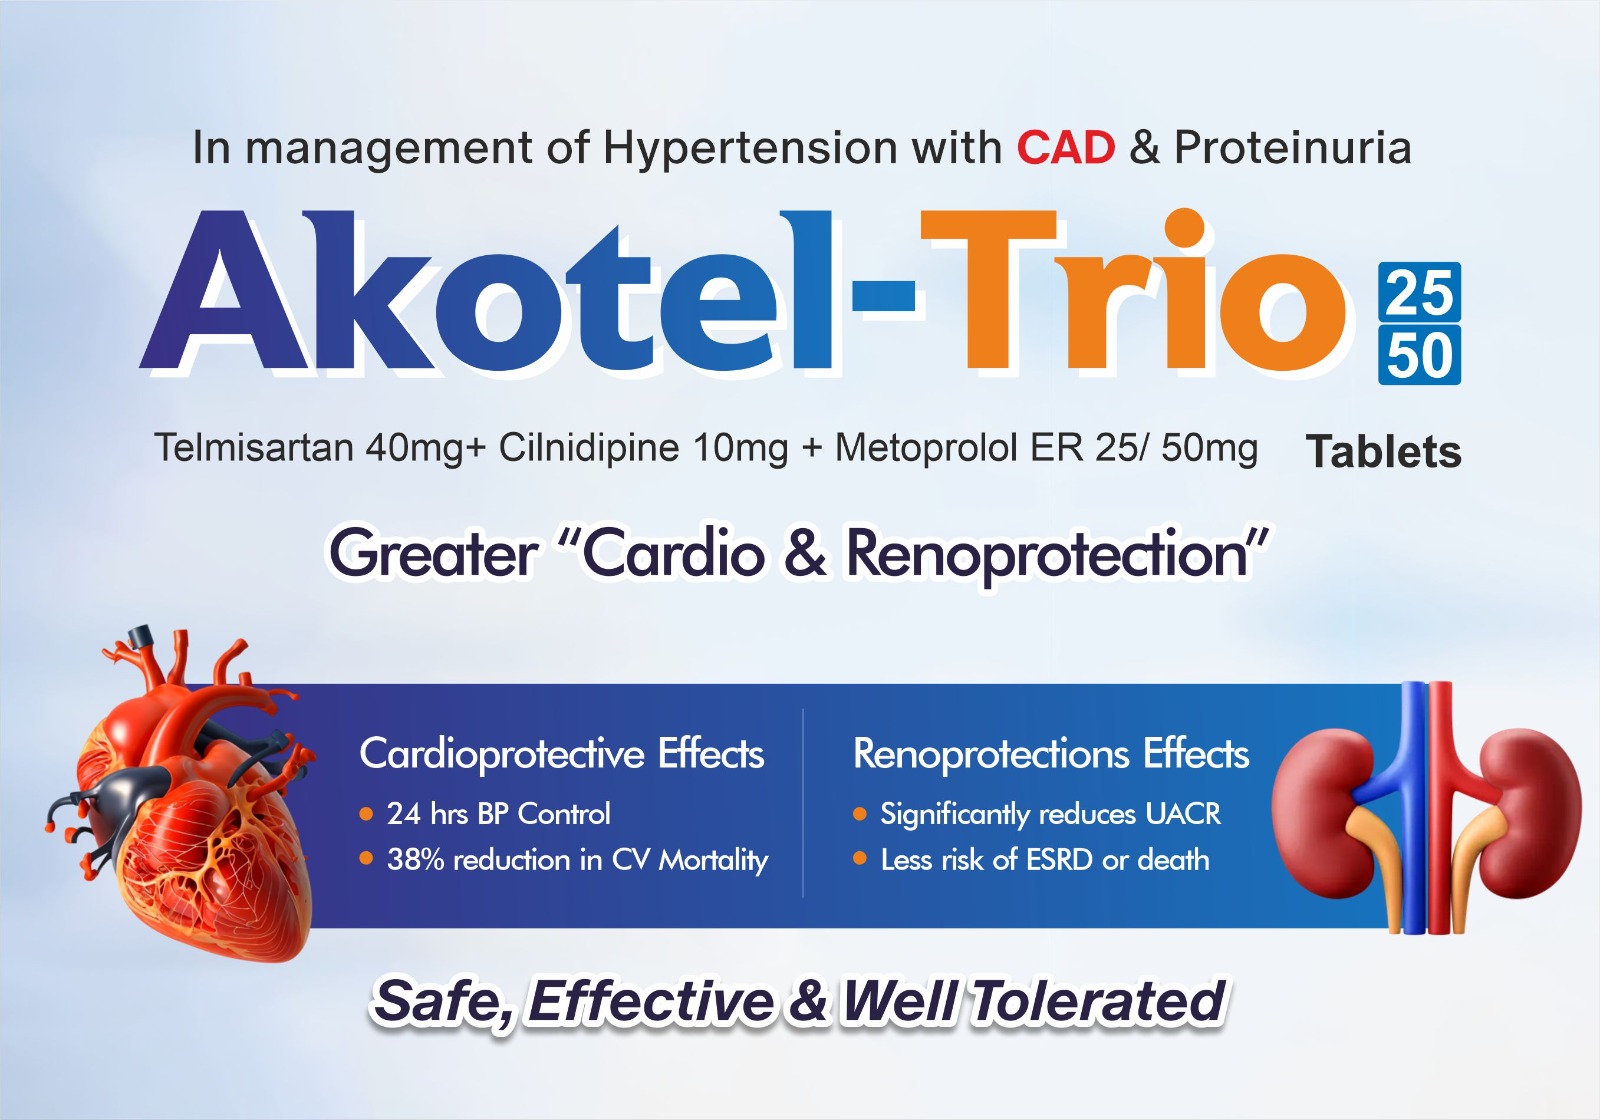 In management of Hypertension with CAD & Proteinuria
Akotel-Trio 25
50
Telmisartan 40mg+ Cilnidipine 10mg + Metoprolol ER 25/ 50mg Tablets
Greater “Cardio & Renoprotection”
Cardioprotective Effects
24 hrs BP Control
38% reduction in CV Mortality
Renoprotections Effects
Significantly reduces UACR
Less risk of ESRD or death
Safe, Effective & Well Tolerated